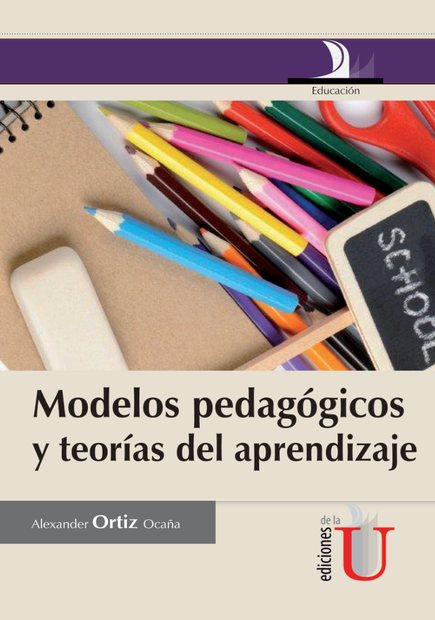 Educación
SCHOOL
Modelos pedagógicos
y teorías del aprendizaje
Alexander Ortiz Ocaña
ediciones
de la
U